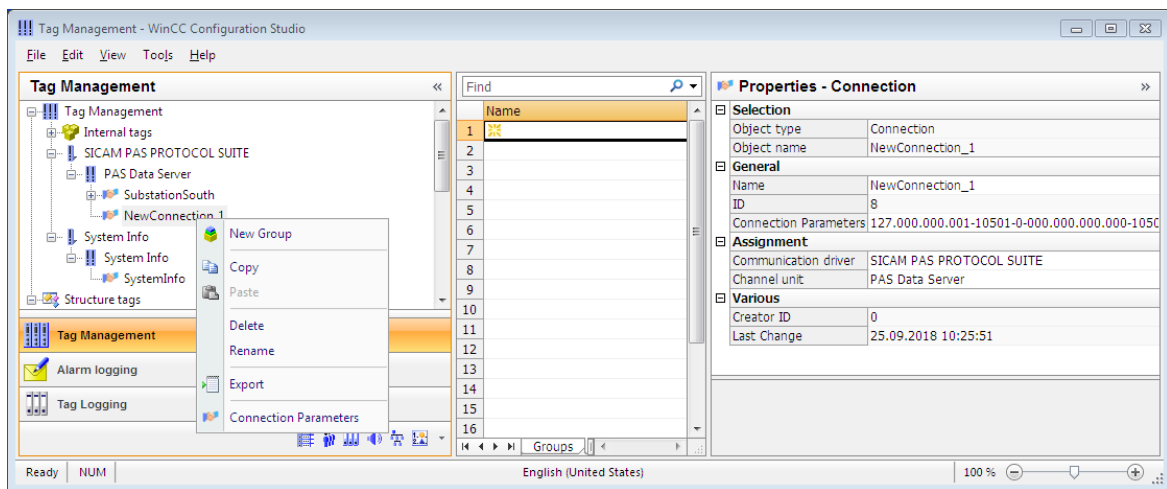 Tag Management - WinCC Configuration Studio
File Edit View Tools Help
Tag Management «
Tag Management
Internal tags
SICAM PAS PROTOCOL SUITE
PAS Data Server
SubstationSouth
NewConnection_1
System Info
System Info
SystemInfo
Structure tags
New Group
Copy
Paste
Delete
Rename
Export
Connection Parameters
Tag Management
Alarm logging
Tag Logging
Find
Name
1
2
3
4
5
6
7
8
9
10
11
12
13
14
15
16
Groups
Properties - Connection »
Selection
Object type Connection
Object name NewConnection_1
General
Name NewConnection_1
ID 8
Connection Parameters 127.000.000.001-10501-0-000.000.000.000-1050
Assignment
Communication driver SICAM PAS PROTOCOL SUITE
Channel unit PAS Data Server
Various
Creator ID 0
Last Change 25.09.2018 10:25:51
Ready NUM English (United States) 100 %